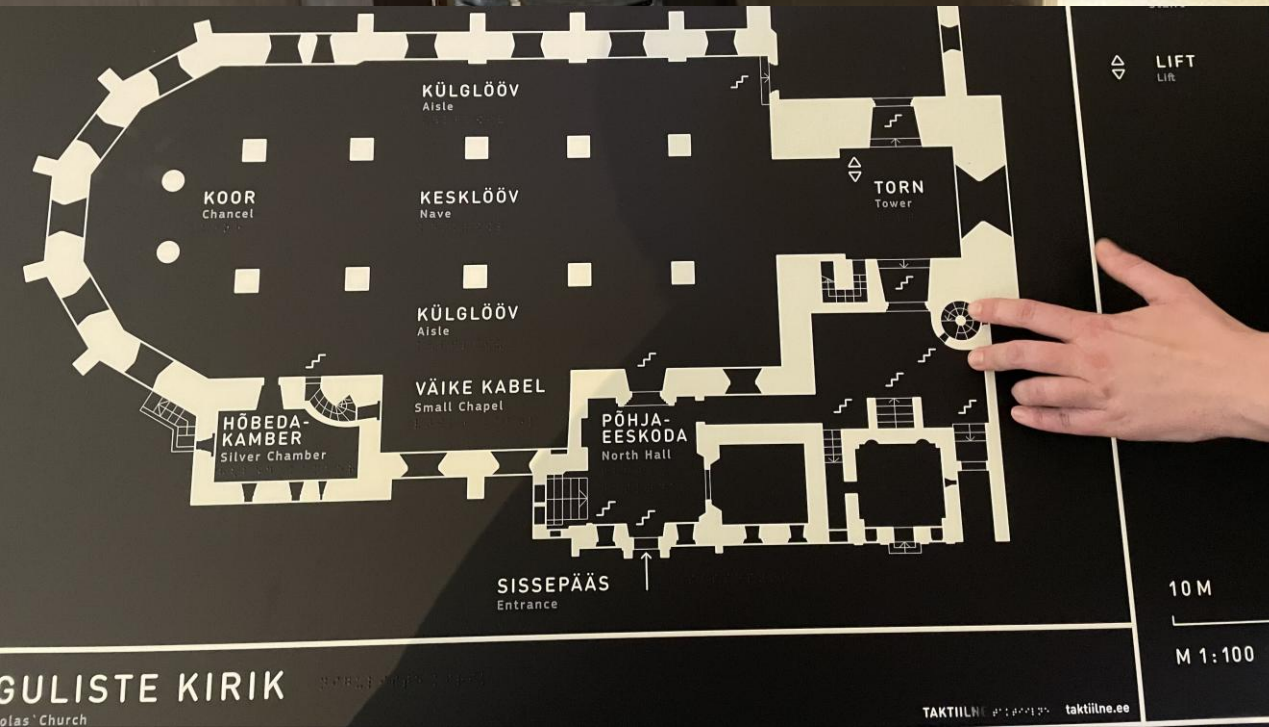 LIFT
Lift
KÜLGLÖÖV
Aisle
KOOR
Chancel
KESKLÖÖV
Nave
TORN
Tower
KÜLGLÖÖV
Aisle
VÄIKE KABEL
Small Chapel
HÕBEDA-
KAMBER
Silver Chamber
PÕHJA-
EESKODA
North Hall
SISSEPÄÄS
Entrance
10 M
M 1:100
GULISTE KIRIK
olas` Church
TAKTIILNE taktiilne.ee